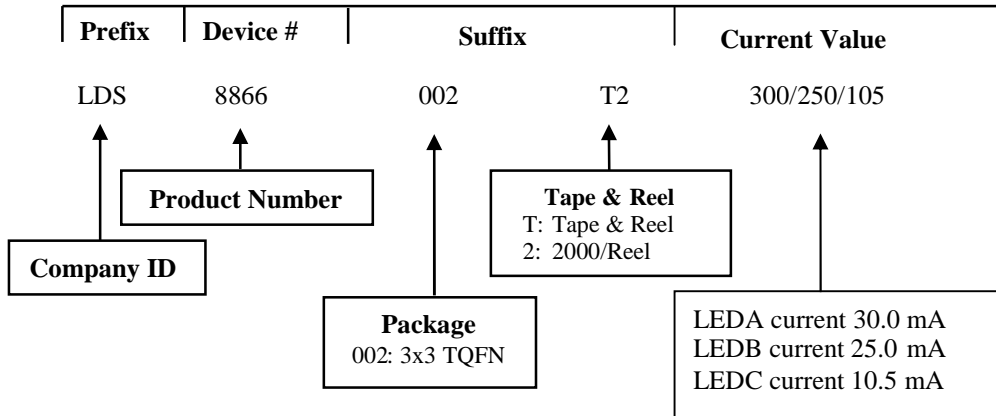 Prefix Device # Suffix Current Value
LDS 8866 002 T2 300/250/105
Product Number
Company ID
Tape & Reel
T: Tape & Reel
2: 2000/Reel
Package
002: 3x3 TQFN
LEDA current 30.0 mA
LEDB current 25.0 mA
LEDC current 10.5 mA